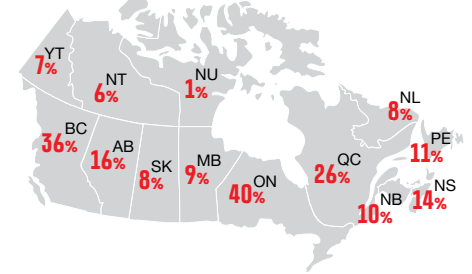 YT
7%
NT
6%
NU
1%
BC
36%
AB
16%
SK
8%
MB
9%
ON
40%
QC
26%
NL
8%
PE
11%
NB
10%
NS
14%